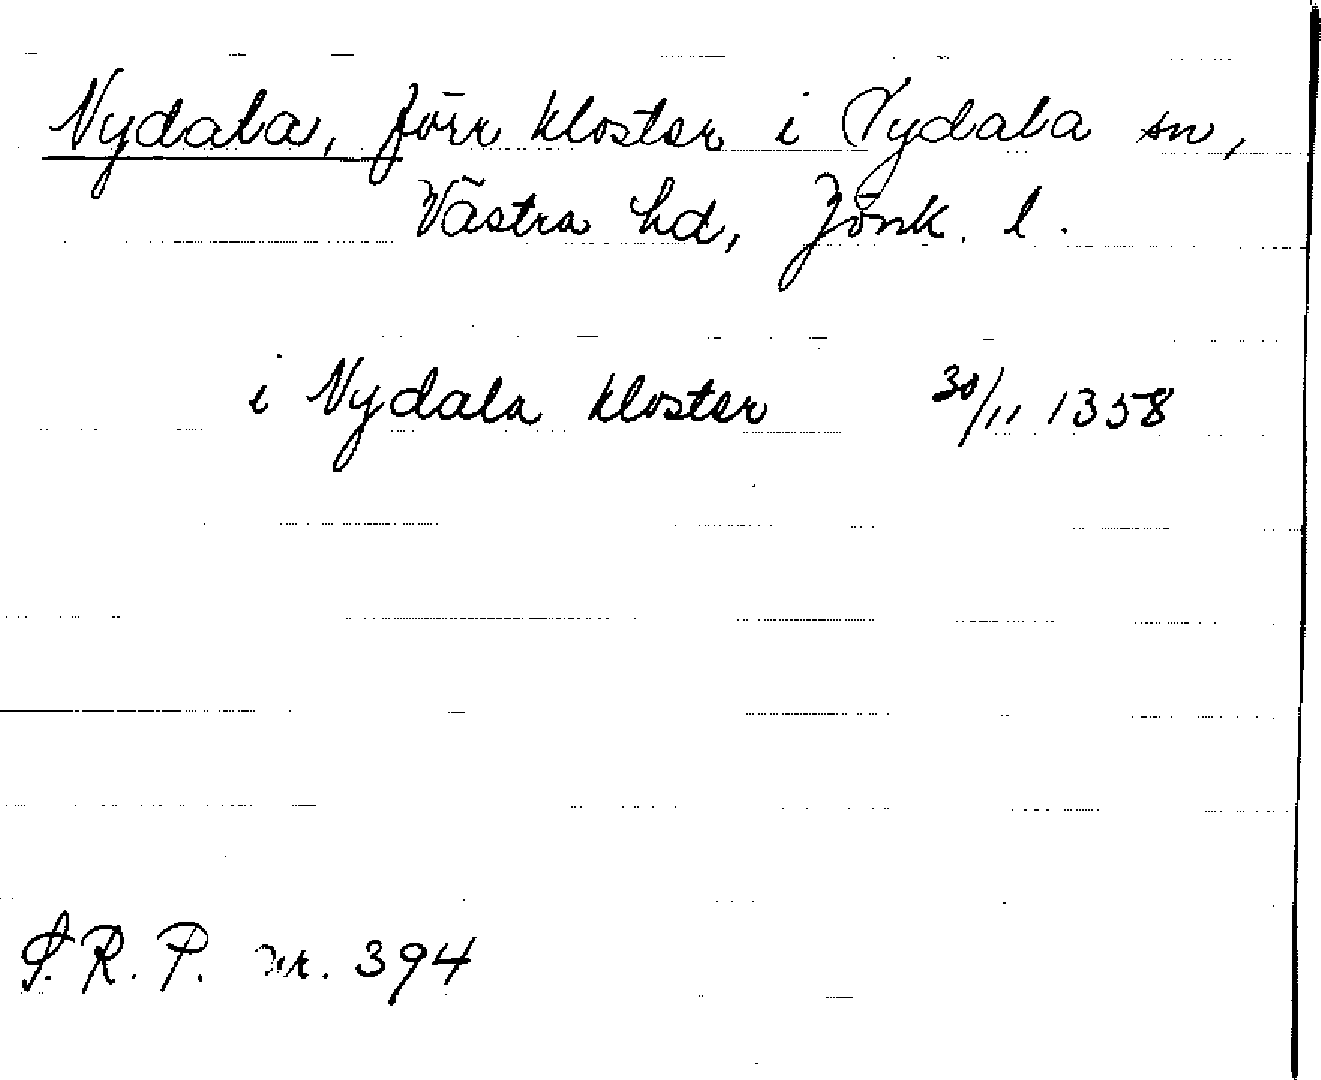 Nydala, förr kloster i Nydala sn,
Västra hd, Jönk. l.
i Nydala kloster 30/11 1358
S.R.P. nr. 394